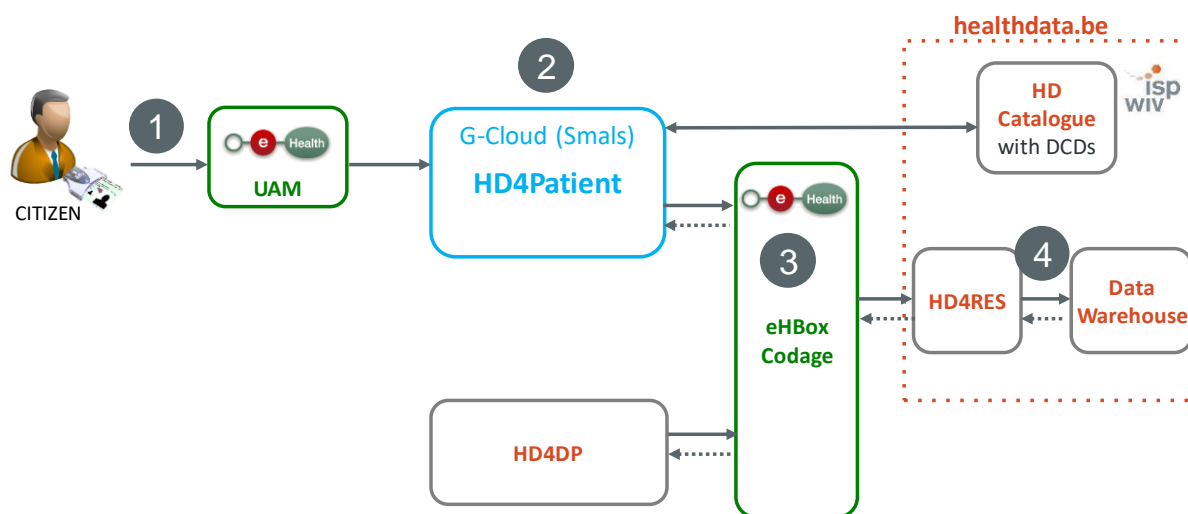 healthdata.be
2
isp
wiv
HD
Catalogue
with DCDs
1
e
Health
UAM
CITIZEN
G-Cloud (Smals)
HD4Patient
e
Health
3
eHBox
Codage
4
HD4RES
Data
Warehouse
HD4DP